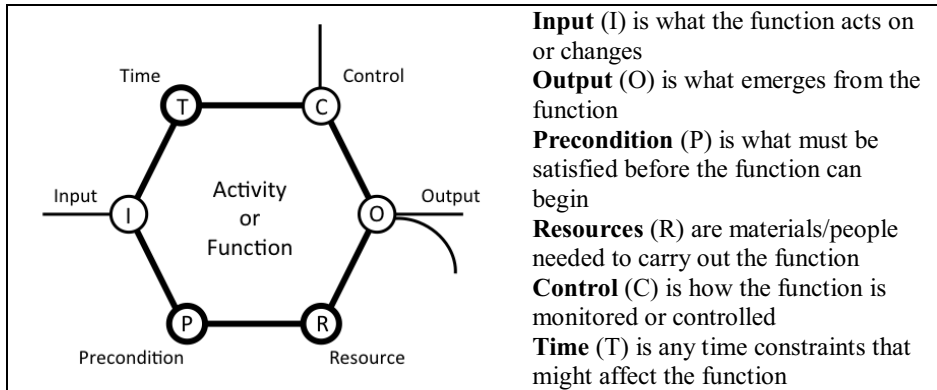 Time
Control
T
C
Input
I
Activity
or
Function
O
Output
P
R
Precondition
Resource
Input (I) is what the function acts on
or changes
Output (O) is what emerges from the
function
Precondition (P) is what must be
satisfied before the function can
begin
Resources (R) are materials/people
needed to carry out the function
Control (C) is how the function is
monitored or controlled
Time (T) is any time constraints that
might affect the function